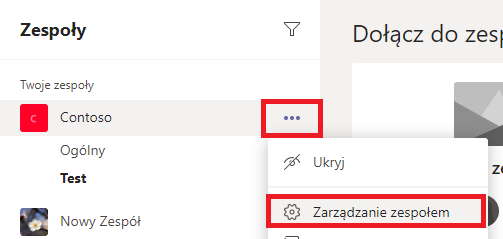 Zespoły
Dołącz do zesp
Twoje zespoły
C
Contoso
Ogólny
Test
Nowy Zespół
Ukryj
Zarządzanie zespołem